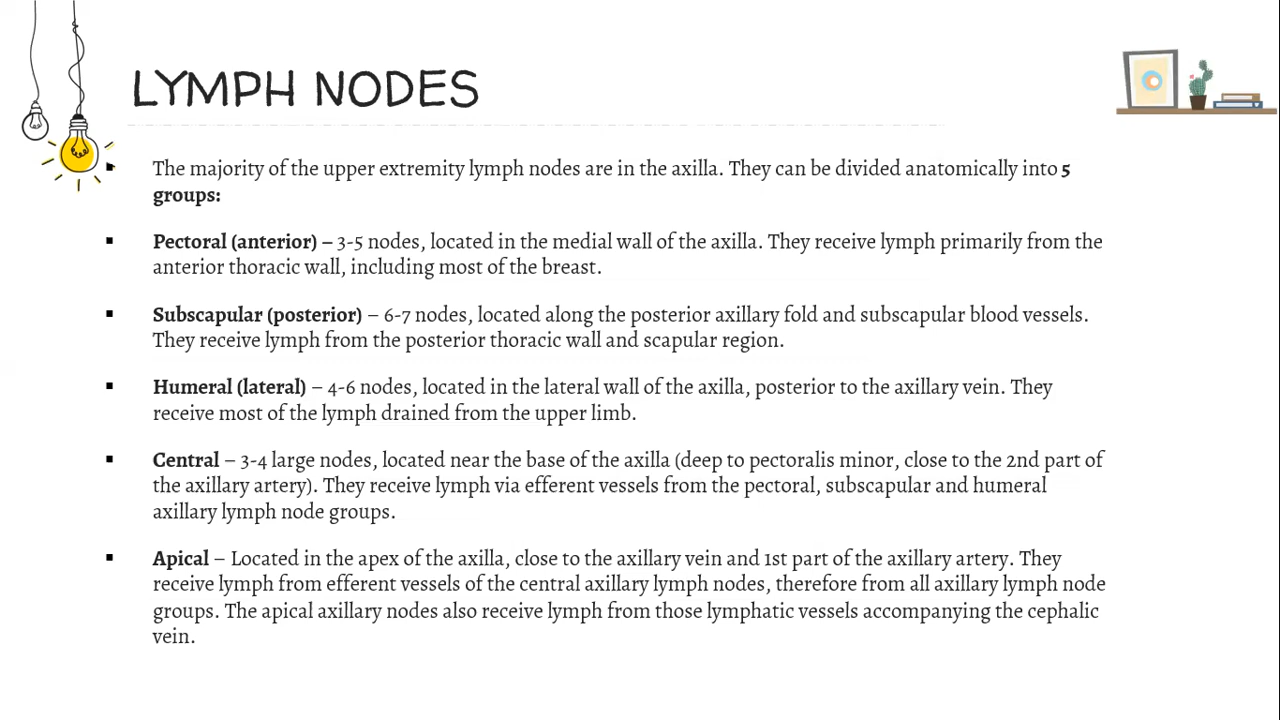 LYMPH NODES
▪ The majority of the upper extremity lymph nodes are in the axilla. They can be divided anatomically into 5
groups:
▪ Pectoral (anterior) – 3-5 nodes, located in the medial wall of the axilla. They receive lymph primarily from the
anterior thoracic wall, including most of the breast.
▪ Subscapular (posterior) – 6-7 nodes, located along the posterior axillary fold and subscapular blood vessels.
They receive lymph from the posterior thoracic wall and scapular region.
▪ Humeral (lateral) – 4-6 nodes, located in the lateral wall of the axilla, posterior to the axillary vein. They
receive most of the lymph drained from the upper limb.
▪ Central – 3-4 large nodes, located near the base of the axilla (deep to pectoralis minor, close to the 2nd part of
the axillary artery). They receive lymph via efferent vessels from the pectoral, subscapular and humeral
axillary lymph node groups.
▪ Apical – Located in the apex of the axilla, close to the axillary vein and 1st part of the axillary artery. They
receive lymph from efferent vessels of the central axillary lymph nodes, therefore from all axillary lymph node
groups. The apical axillary nodes also receive lymph from those lymphatic vessels accompanying the cephalic
vein.